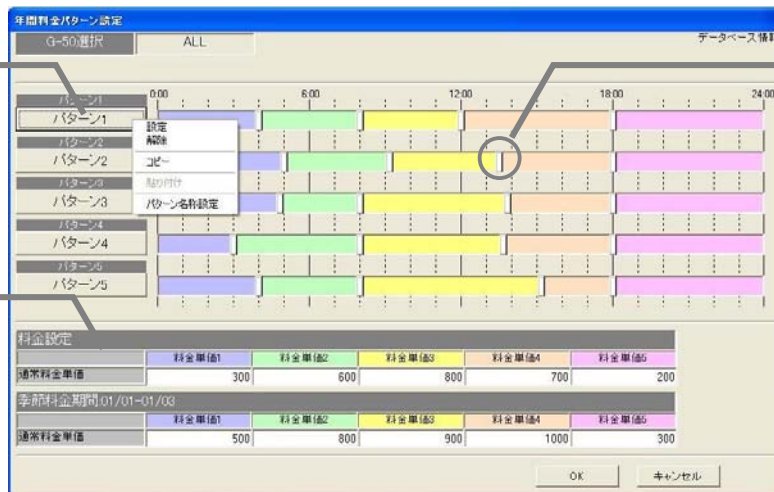 年間料金パターン設定
G-50選択 ALL データベース情報
0:00 6:00 12:00 18:00 24:00
パターン1
パターン1
パターン2
パターン2
パターン3
パターン3
パターン4
パターン4
パターン5
パターン5
設定
解除
コピー
貼り付け
パターン名称設定
料金設定
料金単価1 料金単価2 料金単価3 料金単価4 料金単価5
通常料金単価 300 600 800 700 200
季節料金期間:01/01-01/03
料金単価1 料金単価2 料金単価3 料金単価4 料金単価5
通常料金単価 500 800 900 1000 300
OK キャンセル